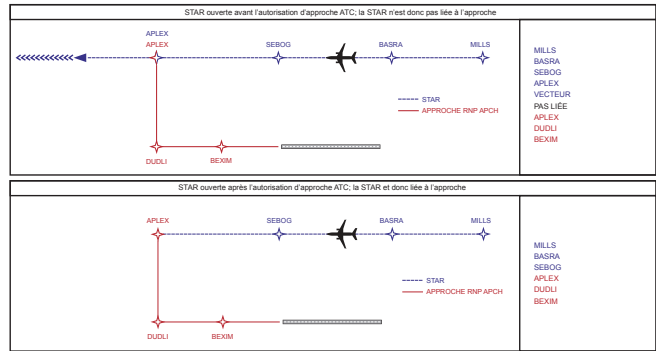 STAR ouverte avant l'autorisation d'approche ATC; la STAR n'est donc pas liée à l'approche
APLEX
APLEX
SEBOG
BASRA
MILLS
STAR
APPROCHE RNP APCH
DUDLI
BEXIM
MILLS
BASRA
SEBOG
APLEX
VECTEUR
PAS LIÉE
APLEX
DUDLI
BEXIM
STAR ouverte après l'autorisation d'approche ATC; la STAR et donc liée à l'approche
APLEX
SEBOG
BASRA
MILLS
STAR
APPROCHE RNP APCH
DUDLI
BEXIM
MILLS
BASRA
SEBOG
APLEX
DUDLI
BEXIM